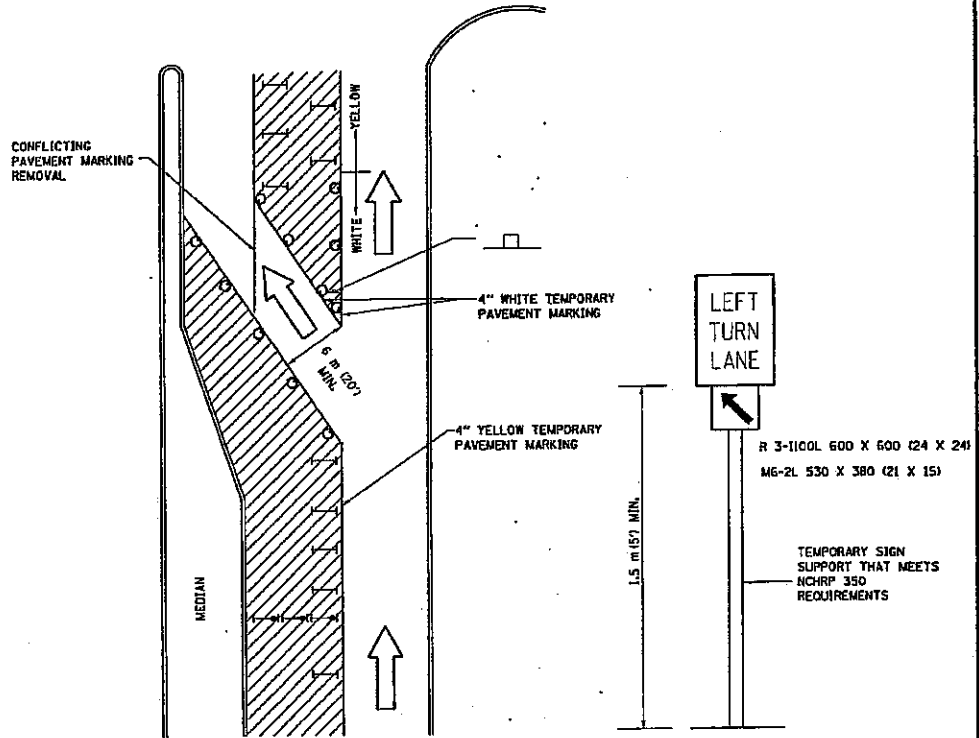 CONFLICTING
PAVEMENT MARKING
REMOVAL
YELLOW
WHITE
4" WHITE TEMPORARY
PAVEMENT MARKING
6 m (20')
MIN.
4" YELLOW TEMPORARY
PAVEMENT MARKING
MEDIAN
LEFT
TURN
LANE
R 3-I100L 600 X 600 (24 X 24)
M6-2L 530 X 380 (21 X 15)
1.5 m (5') MIN.
TEMPORARY SIGN
SUPPORT THAT MEETS
NCHRP 350
REQUIREMENTS